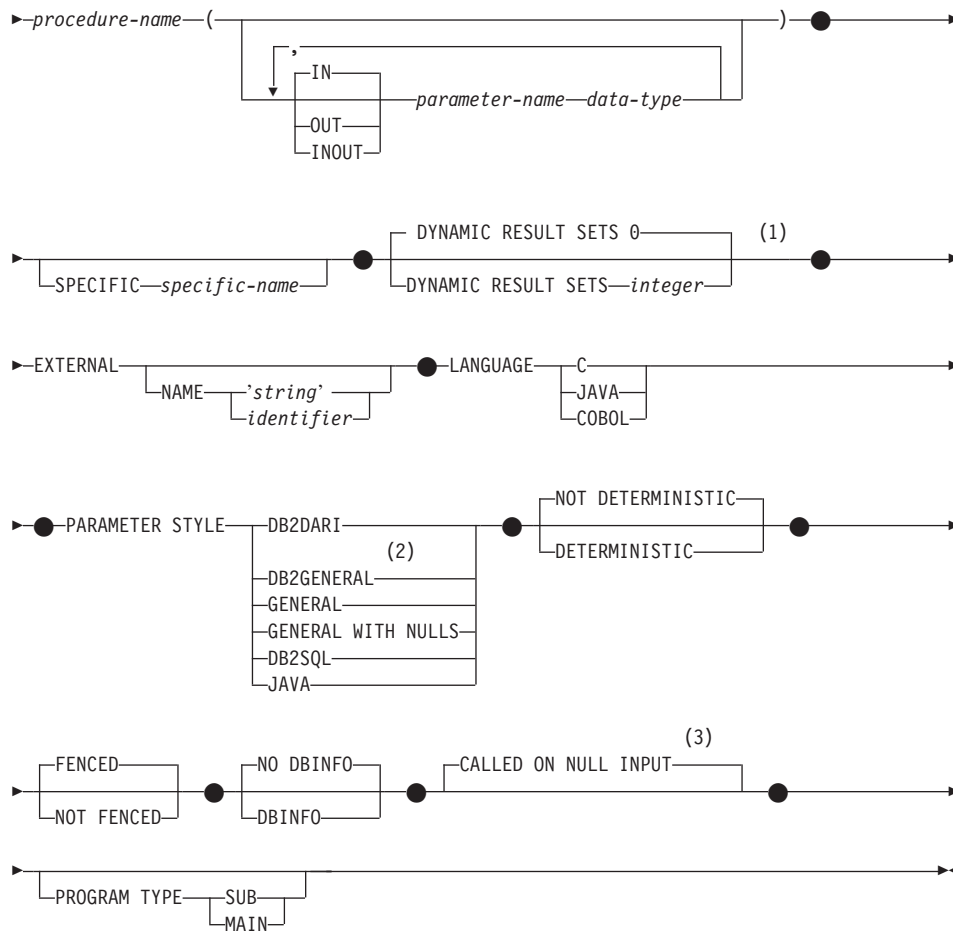 procedure-name ( )
,
IN
parameter-name data-type
OUT
INOUT
DYNAMIC RESULT SETS 0 (1)
SPECIFIC specific-name DYNAMIC RESULT SETS integer
EXTERNAL LANGUAGE C
NAME 'string' JAVA
identifier COBOL
PARAMETER STYLE DB2DARI NOT DETERMINISTIC
(2) DETERMINISTIC
DB2GENERAL
GENERAL
GENERAL WITH NULLS
DB2SQL
JAVA
(3)
FENCED NO DBINFO CALLED ON NULL INPUT
NOT FENCED DBINFO
PROGRAM TYPE SUB
MAIN